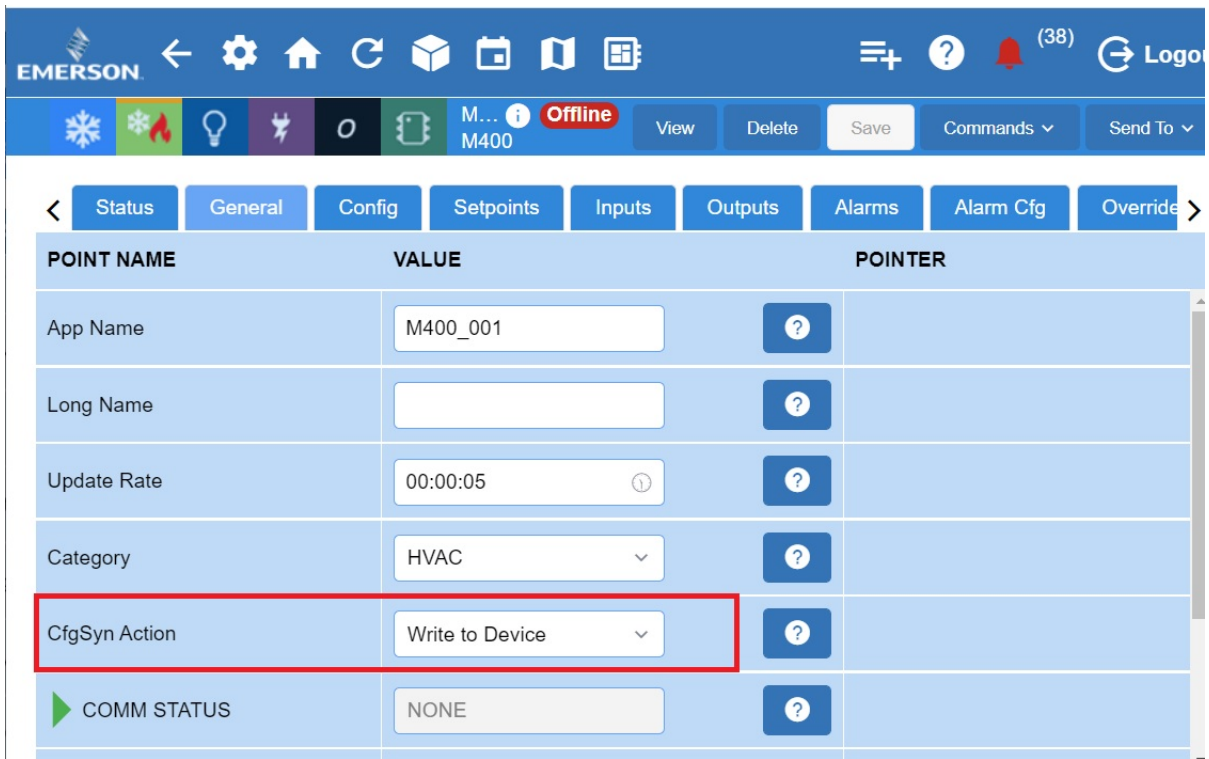 EMERSON.
(38)
Logou
M... Offline
M400
View Delete Save Commands Send To
Status General Config Setpoints Inputs Outputs Alarms Alarm Cfg Override
POINT NAME VALUE POINTER
App Name M400_001
Long Name
Update Rate 00:00:05
Category HVAC
CfgSyn Action Write to Device
COMM STATUS NONE